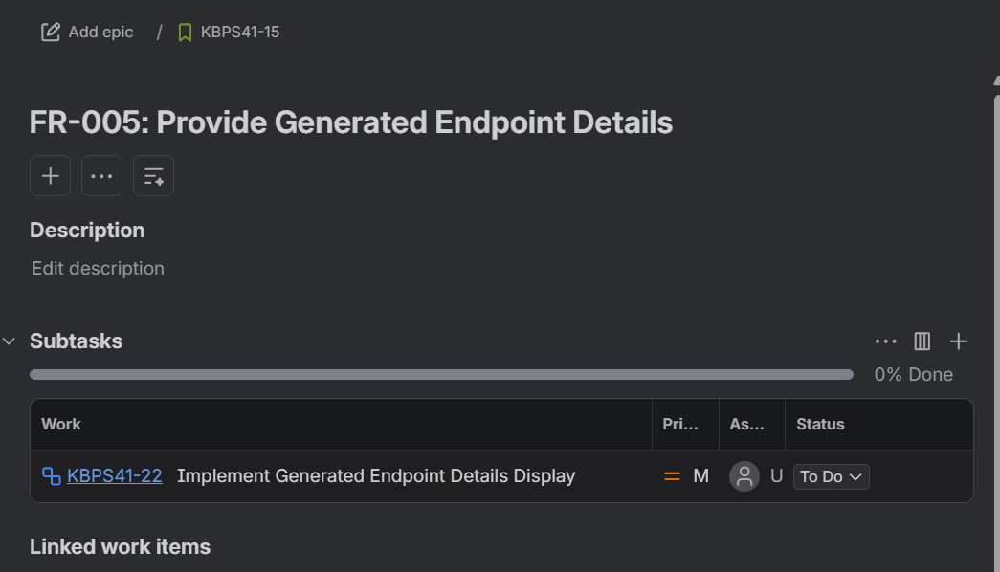 Add epic / KBPS41-15
FR-005: Provide Generated Endpoint Details
Description
Edit description
Subtasks
0% Done
Work Pri... As... Status
KBPS41-22 Implement Generated Endpoint Details Display M U To Do
Linked work items